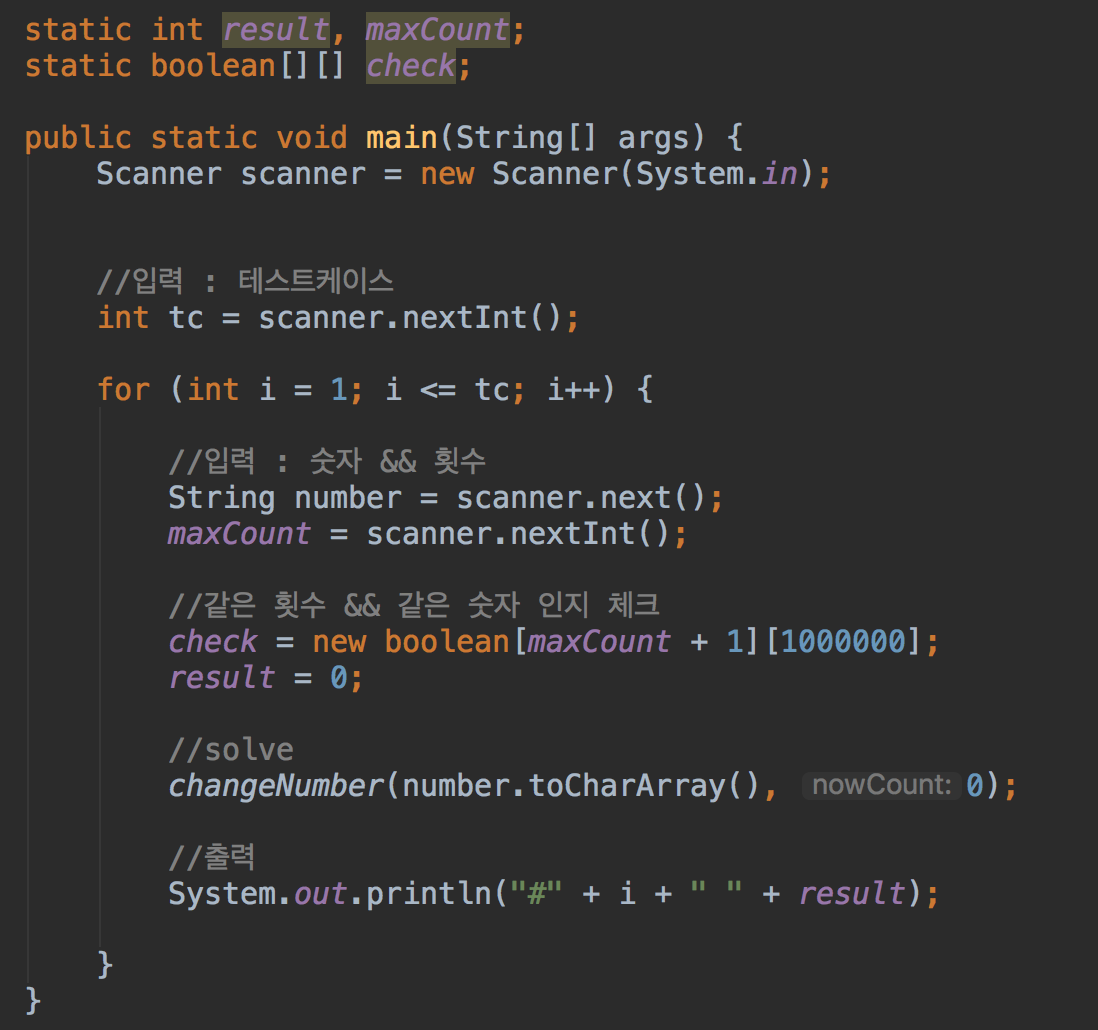 static int result, maxCount;
static boolean[][] check;
public static void main(String[] args) {
Scanner scanner = new Scanner(System.in);
//입력 : 테스트케이스
int tc = scanner.nextInt();
for (int i = 1; i <= tc; i++) {
//입력 : 숫자 && 횟수
String number = scanner.next();
maxCount = scanner.nextInt();
//같은 횟수 && 같은 숫자 인지 체크
check = new boolean[maxCount + 1][1000000];
result = 0;
//solve
changeNumber(number.toCharArray(), nowCount: 0);
//출력
System.out.println("#" + i + " " + result);
}
}